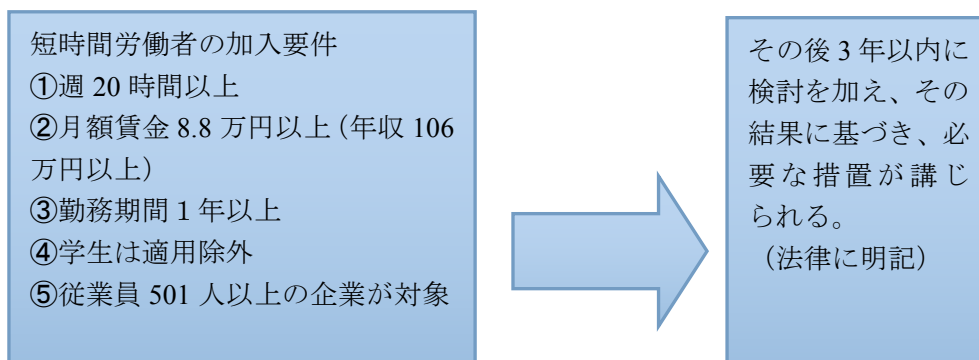 短時間労働者の加入要件
①週 20 時間以上
②月額賃金 8.8 万円以上（年収 106
万円以上）
③勤務期間 1 年以上
④学生は適用除外
⑤従業員 501 人以上の企業が対象
その後 3 年以内に
検討を加え、その
結果に基づき、必
要な措置が講じ
られる。
（法律に明記）